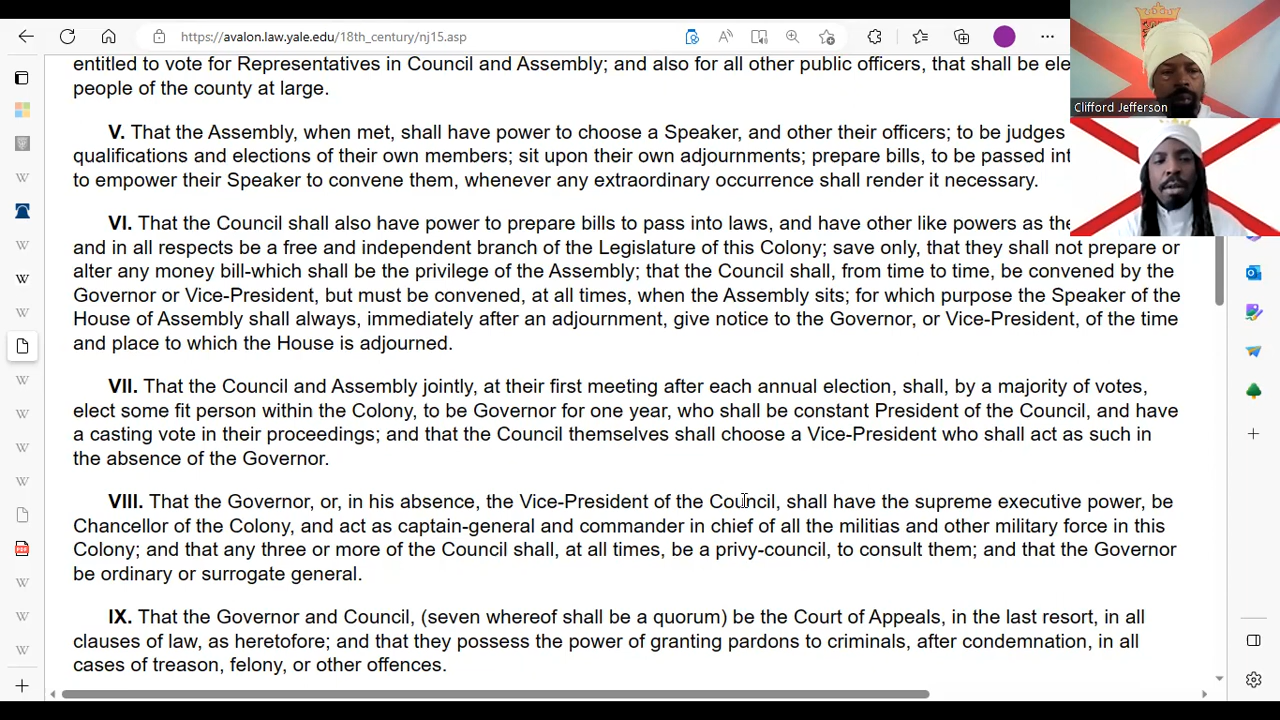 https://avalon.law.yale.edu/18th_century/nj15.asp
entitled to vote for Representatives in Council and Assembly; and also for all other public officers, that shall be ele
people of the county at large.
V. That the Assembly, when met, shall have power to choose a Speaker, and other their officers; to be judges
qualifications and elections of their own members; sit upon their own adjournments; prepare bills, to be passed int
to empower their Speaker to convene them, whenever any extraordinary occurrence shall render it necessary.
VI. That the Council shall also have power to prepare bills to pass into laws, and have other like powers as the
and in all respects be a free and independent branch of the Legislature of this Colony; save only, that they shall not prepare or
alter any money bill-which shall be the privilege of the Assembly; that the Council shall, from time to time, be convened by the
Governor or Vice-President, but must be convened, at all times, when the Assembly sits; for which purpose the Speaker of the
House of Assembly shall always, immediately after an adjournment, give notice to the Governor, or Vice-President, of the time
and place to which the House is adjourned.
VII. That the Council and Assembly jointly, at their first meeting after each annual election, shall, by a majority of votes,
elect some fit person within the Colony, to be Governor for one year, who shall be constant President of the Council, and have
a casting vote in their proceedings; and that the Council themselves shall choose a Vice-President who shall act as such in
the absence of the Governor.
VIII. That the Governor, or, in his absence, the Vice-President of the Council, shall have the supreme executive power, be
Chancellor of the Colony, and act as captain-general and commander in chief of all the militias and other military force in this
Colony; and that any three or more of the Council shall, at all times, be a privy-council, to consult them; and that the Governor
be ordinary or surrogate general.
IX. That the Governor and Council, (seven whereof shall be a quorum) be the Court of Appeals, in the last resort, in all
clauses of law, as heretofore; and that they possess the power of granting pardons to criminals, after condemnation, in all
cases of treason, felony, or other offences.
Clifford Jefferson